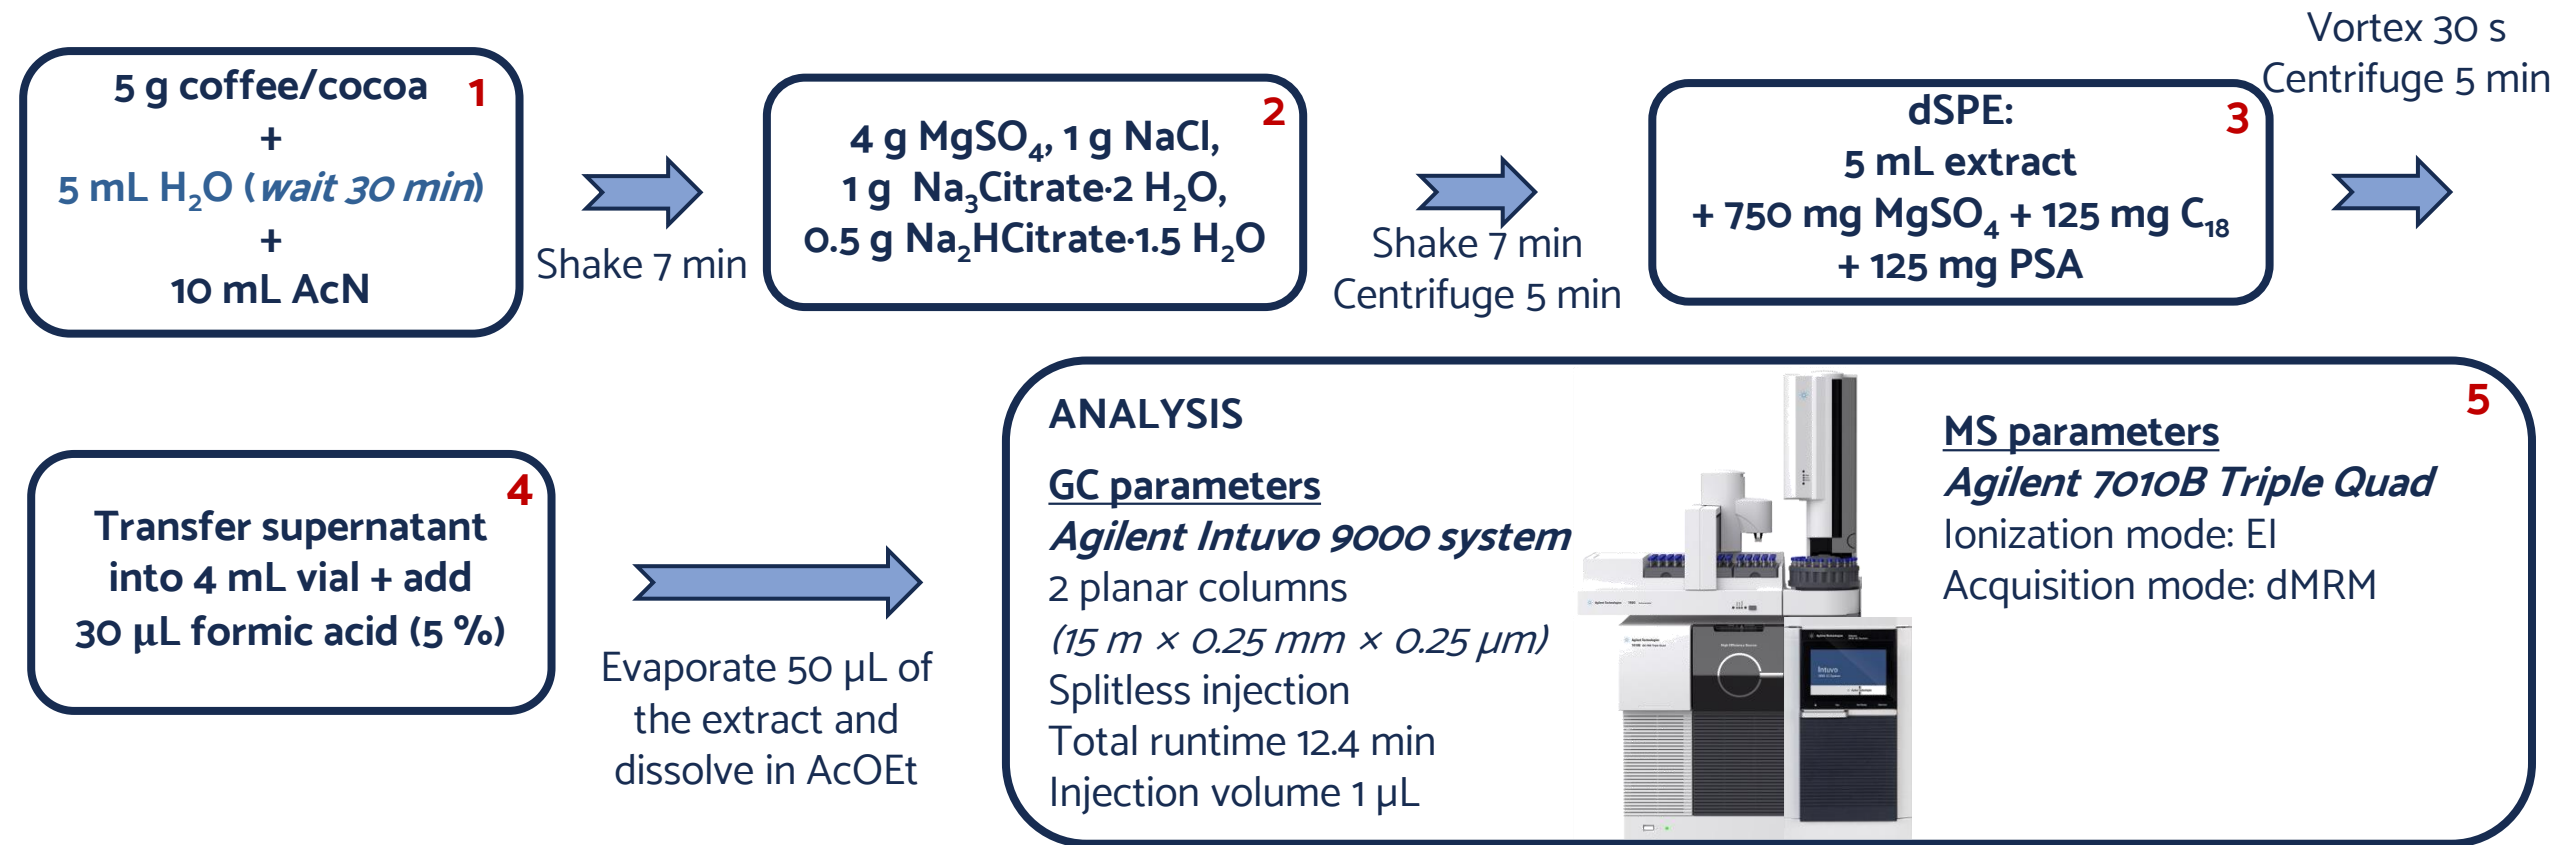 5 g coffee/cocoa
1
+
5 mL H₂O (wait 30 min)
+
10 mL AcN
Shake 7 min
2
4 g MgSO₄, 1 g NaCl,
1 g Na₃Citrate·2 H₂O,
0.5 g Na₂HCitrate·1.5 H₂O
Shake 7 min
Centrifuge 5 min
3
dSPE:
5 mL extract
+ 750 mg MgSO₄ + 125 mg C₁₈
+ 125 mg PSA
Vortex 30 s
Centrifuge 5 min
4
Transfer supernatant
into 4 mL vial + add
30 µL formic acid (5 %)
Evaporate 50 µL of
the extract and
dissolve in AcOEt
5
ANALYSIS
GC parameters
Agilent Intuvo 9000 system
2 planar columns
(15 m × 0.25 mm × 0.25 µm)
Splitless injection
Total runtime 12.4 min
Injection volume 1 µL
Intuvo
MS parameters
Agilent 7010B Triple Quad
Ionization mode: EI
Acquisition mode: dMRM